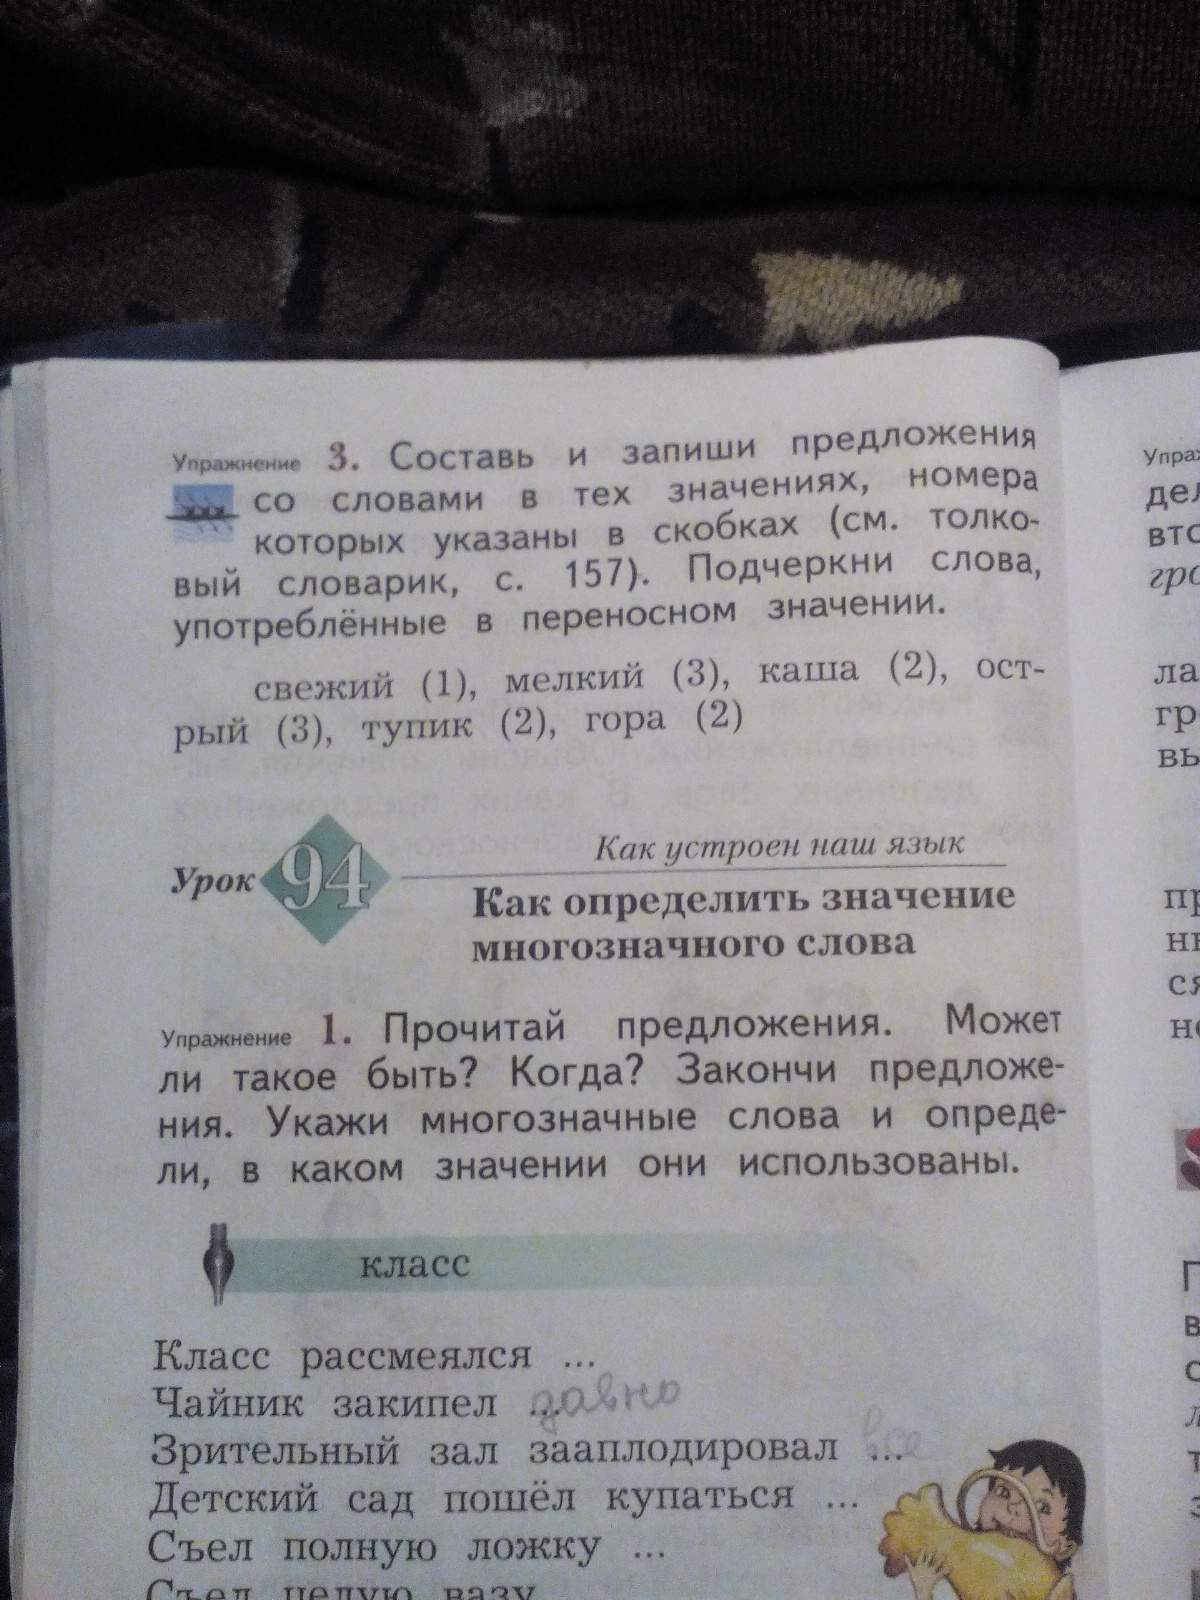 Упражнение 3. Составь и запиши предложения
со словами в тех значениях, номера
которых указаны в скобках (см. толко-
вый словарик, с. 157). Подчеркни слова,
употреблённые в переносном значении.
свежий (1), мелкий (3), каша (2), ост-
рый (3), тупик (2), гора (2)
Урок 94
Как устроен наш язык
Как определить значение
многозначного слова
Упражнение 1. Прочитай предложения. Может
ли такое быть? Когда? Закончи предложе-
ния. Укажи многозначные слова и опреде-
ли, в каком значении они использованы.
класс
Класс рассмеялся ...
Чайник закипел ... давно
Зрительный зал зааплодировал ... все
Детский сад пошёл купаться ...
Съел полную ложку ...
Съел целую вазу